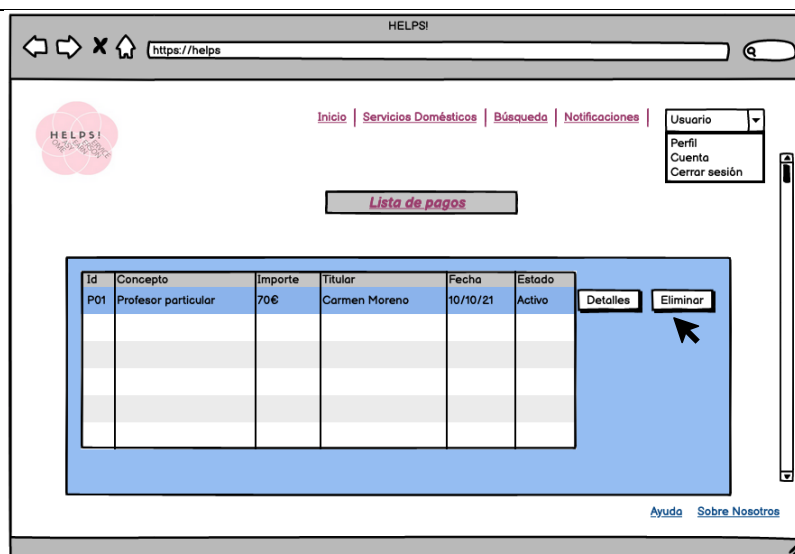 HELPS!
https://helps
HELPS!
Inicio Servicios Domésticos Búsqueda Notificaciones Usuario
Perfil
Cuenta
Cerrar sesión
Lista de pagos
Id Concepto Importe Titular Fecha Estado
P01 Profesor particular 70€ Carmen Moreno 10/10/21 Activo Detalles Eliminar
Ayuda Sobre Nosotros